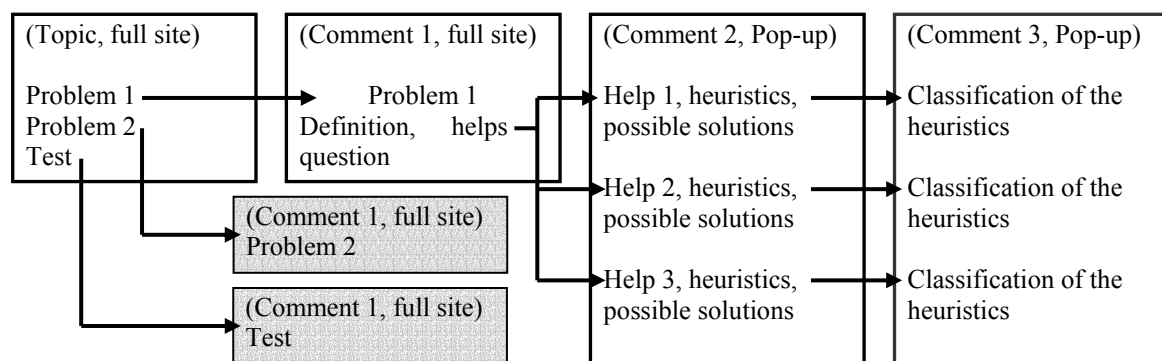 (Topic, full site)
Problem 1
Problem 2
Test
(Comment 1, full site)
Problem 1
Definition, helps
question
(Comment 1, full site)
Problem 2
(Comment 1, full site)
Test
(Comment 2, Pop-up)
Help 1, heuristics,
possible solutions
Help 2, heuristics,
possible solutions
Help 3, heuristics,
possible solutions
(Comment 3, Pop-up)
Classification of the
heuristics
Classification of the
heuristics
Classification of the
heuristics